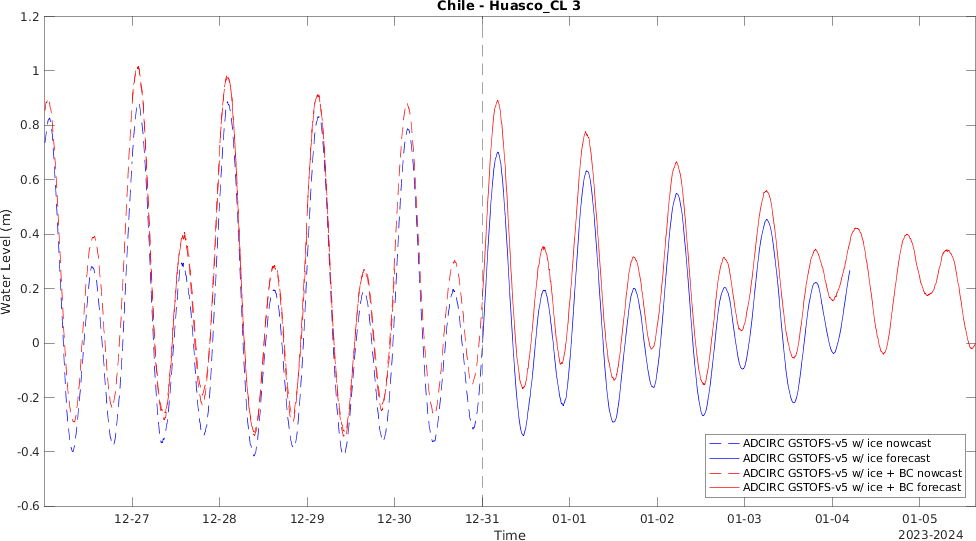 Chile - Huasco_CL 3
1.2
1
0.8
0.6
0.4
0.2
0
-0.2
-0.4
-0.6
Water Level (m)
12-27 12-28 12-29 12-30 12-31 01-01 01-02 01-03 01-04 01-05
Time
2023-2024
ADCIRC GSTOFS-v5 w/ ice nowcast
ADCIRC GSTOFS-v5 w/ ice forecast
ADCIRC GSTOFS-v5 w/ ice + BC nowcast
ADCIRC GSTOFS-v5 w/ ice + BC forecast